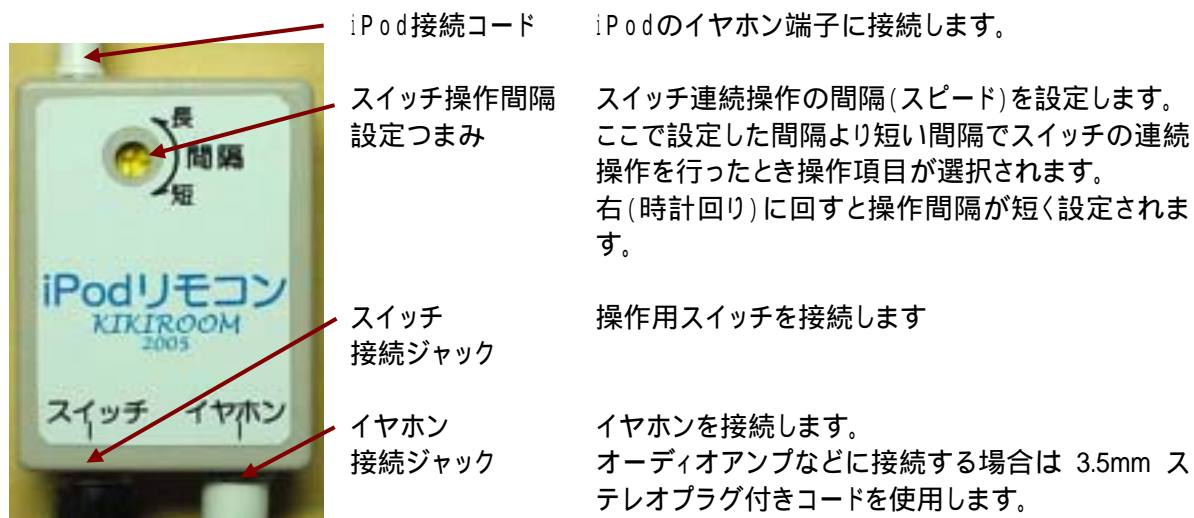 iPod接続コード
iPodのイヤホン端子に接続します。
スイッチ操作間隔
設定つまみ
スイッチ連続操作の間隔(スピード)を設定します。
ここで設定した間隔より短い間隔でスイッチの連続
操作を行ったとき操作項目が選択されます。
右(時計回り)に回すと操作間隔が短く設定されま
す。
スイッチ
接続ジャック
操作用スイッチを接続します
イヤホン
接続ジャック
イヤホンを接続します。
オーディオアンプなどに接続する場合は 3.5mm ス
テレオプラグ付きコードを使用します。
長
間隔
短
iPodリモコン
KIKIROOM
2005
スイッチ イヤホン